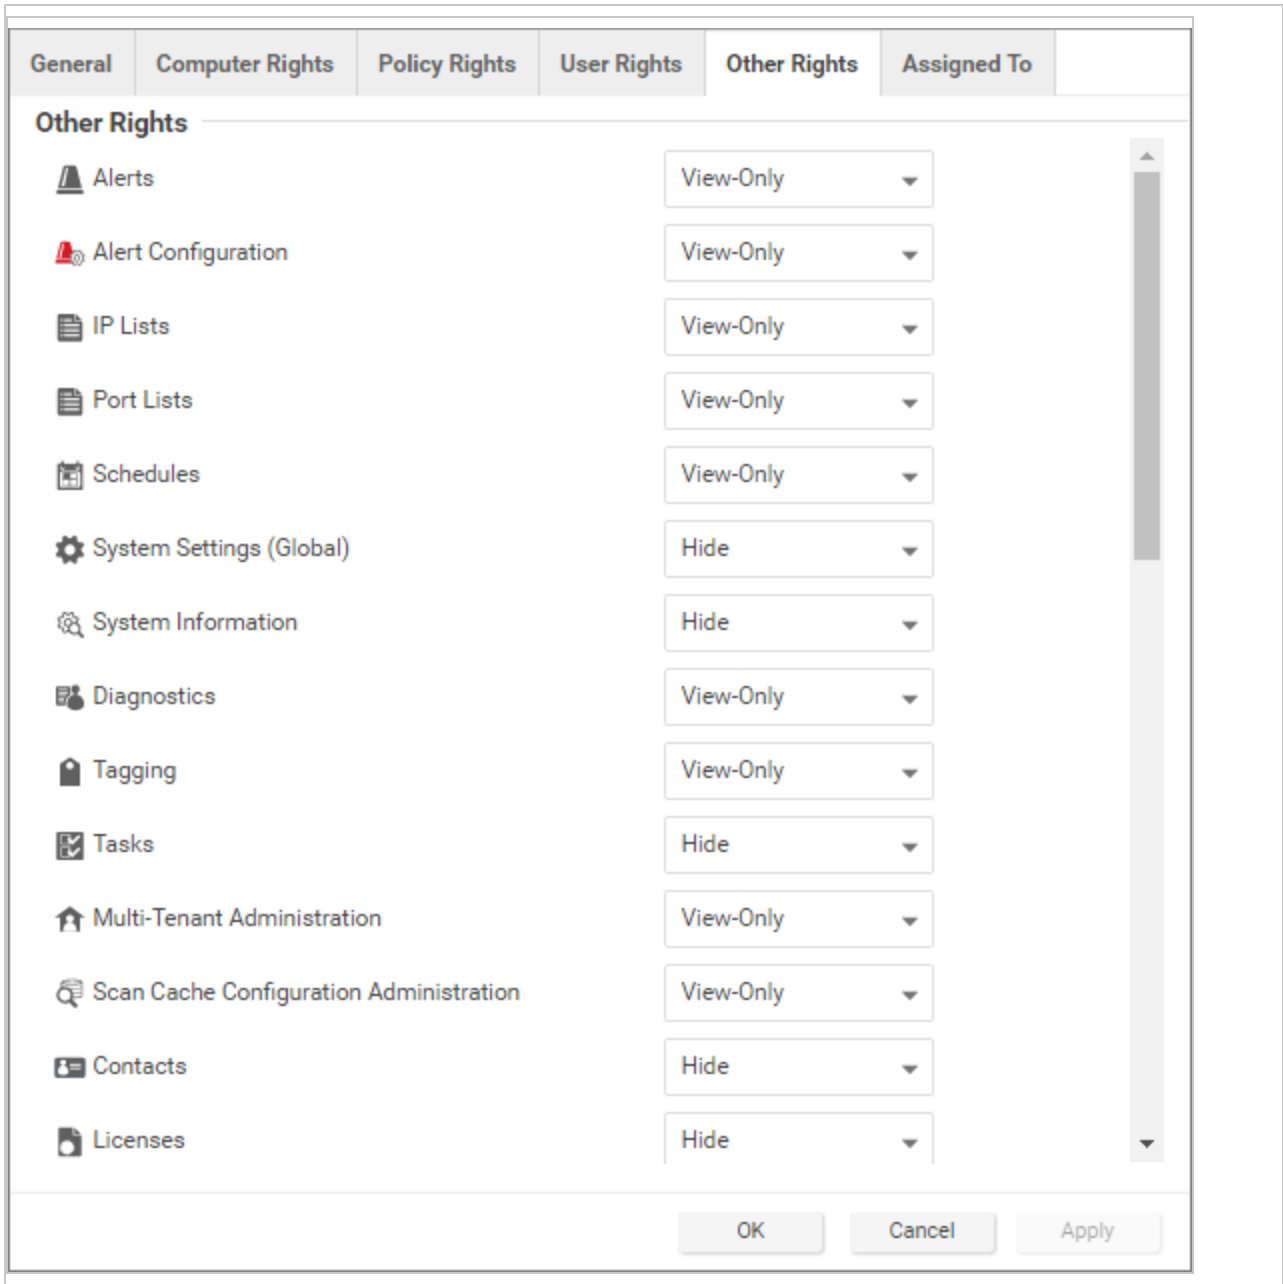 General Computer Rights Policy Rights User Rights Other Rights Assigned To
Other Rights
Alerts View-Only
Alert Configuration View-Only
IP Lists View-Only
Port Lists View-Only
Schedules View-Only
System Settings (Global) Hide
System Information Hide
Diagnostics View-Only
Tagging View-Only
Tasks Hide
Multi-Tenant Administration View-Only
Scan Cache Configuration Administration View-Only
Contacts Hide
Licenses Hide
OK Cancel Apply